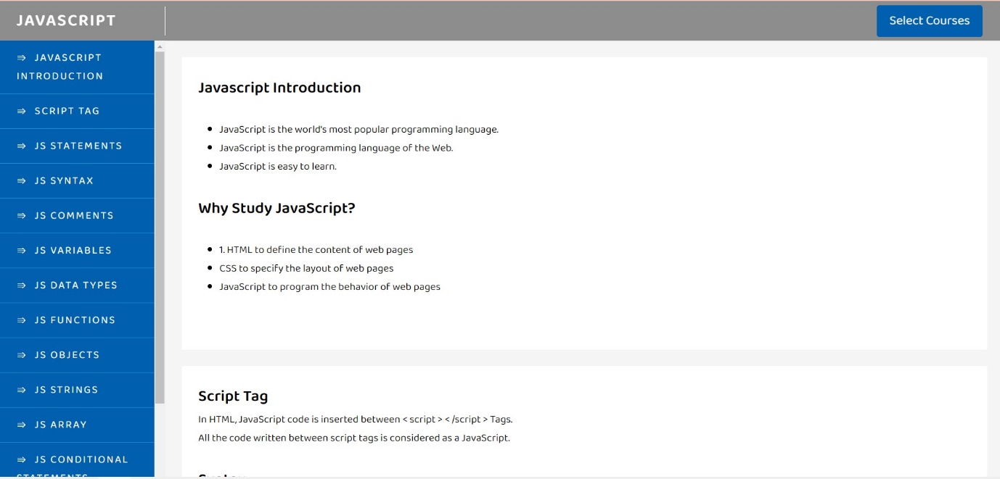 JAVASCRIPT
Select Courses
⇛ JAVASCRIPT
INTRODUCTION
⇛ SCRIPT TAG
⇛ JS STATEMENTS
⇛ JS SYNTAX
⇛ JS COMMENTS
⇛ JS VARIABLES
⇛ JS DATA TYPES
⇛ JS FUNCTIONS
⇛ JS OBJECTS
⇛ JS STRINGS
⇛ JS ARRAY
⇛ JS CONDITIONAL
STATEMENTS
Javascript Introduction
• JavaScript is the world's most popular programming language.
• JavaScript is the programming language of the Web.
• JavaScript is easy to learn.
Why Study JavaScript?
• 1. HTML to define the content of web pages
• CSS to specify the layout of web pages
• JavaScript to program the behavior of web pages
Script Tag
In HTML, JavaScript code is inserted between < script > < /script > Tags.
All the code written between script tags is considered as a JavaScript.